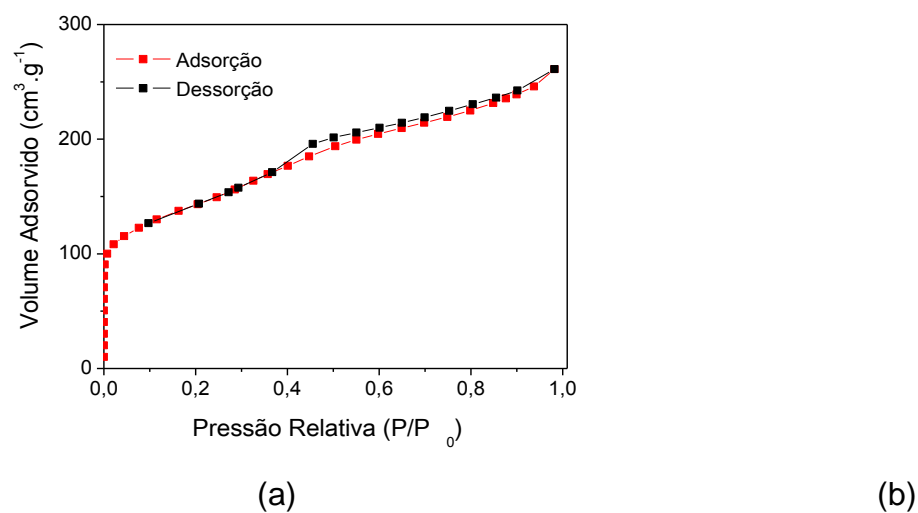 300
Adsorção
Dessorção
200
100
0
0,0 0,2 0,4 0,6 0,8 1,0
Volume Adsorvido (cm³.g⁻¹)
Pressão Relativa (P/P ₀)
(a) (b)